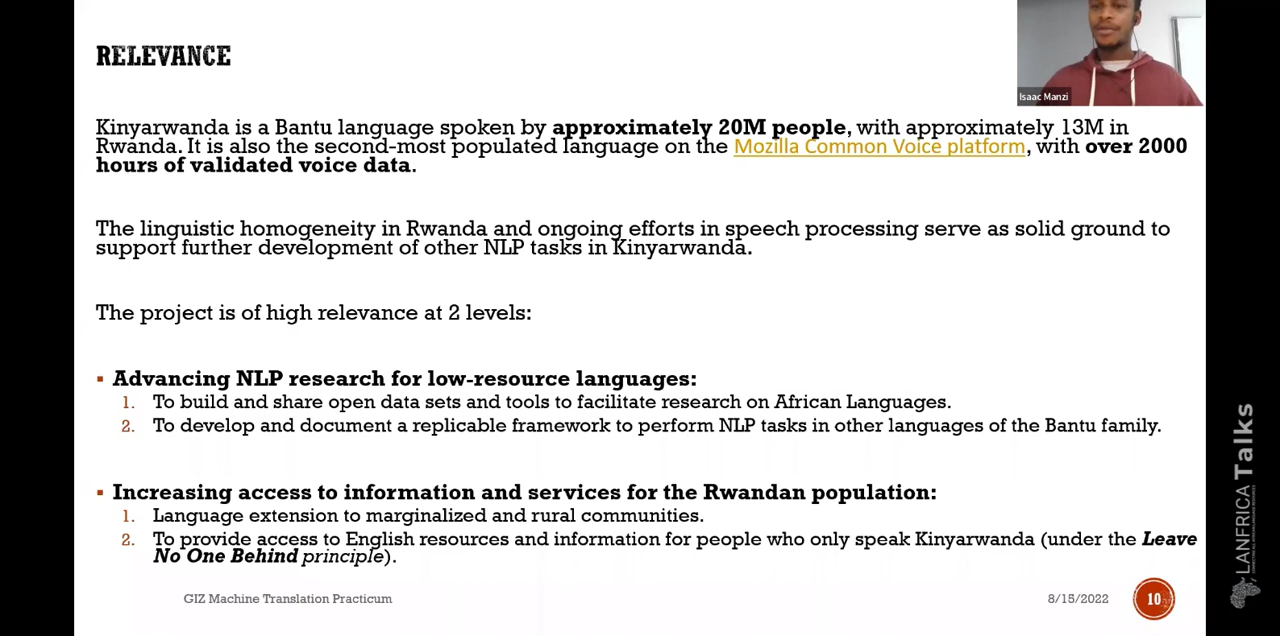 RELEVANCE
Isaac Manzi
Kinyarwanda is a Bantu language spoken by approximately 20M people, with approximately 13M in
Rwanda. It is also the second-most populated language on the Mozilla Common Voice platform, with over 2000
hours of validated voice data.
The linguistic homogeneity in Rwanda and ongoing efforts in speech processing serve as solid ground to
support further development of other NLP tasks in Kinyarwanda.
The project is of high relevance at 2 levels:
▪ Advancing NLP research for low-resource languages:
1. To build and share open data sets and tools to facilitate research on African Languages.
2. To develop and document a replicable framework to perform NLP tasks in other languages of the Bantu family.
▪ Increasing access to information and services for the Rwandan population:
1. Language extension to marginalized and rural communities.
2. To provide access to English resources and information for people who only speak Kinyarwanda (under the Leave
No One Behind principle).
GIZ Machine Translation Practicum
8/15/2022
10
LANFRICA Talks